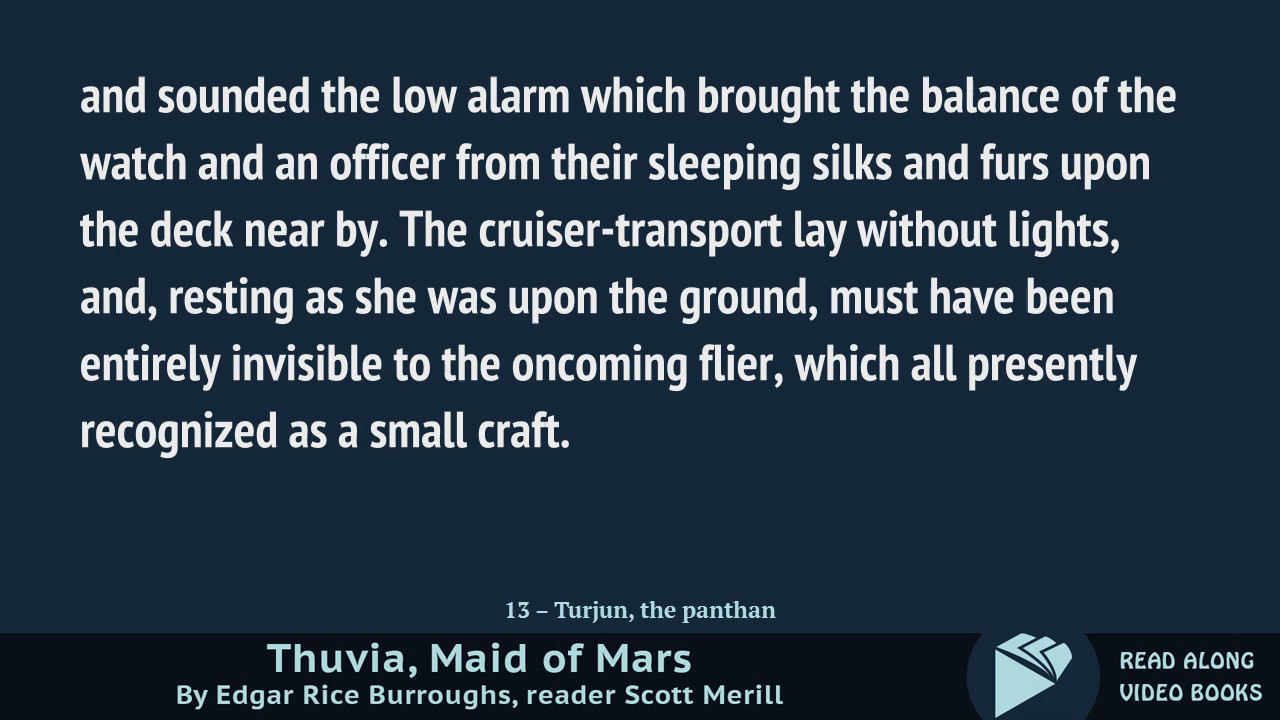 and sounded the low alarm which brought the balance of the
watch and an officer from their sleeping silks and furs upon
the deck near by. The cruiser-transport lay without lights,
and, resting as she was upon the ground, must have been
entirely invisible to the oncoming flier, which all presently
recognized as a small craft.
13 – Turjun, the panthan
Thuvia, Maid of Mars
By Edgar Rice Burroughs, reader Scott Merill
READ ALONG
VIDEO BOOKS